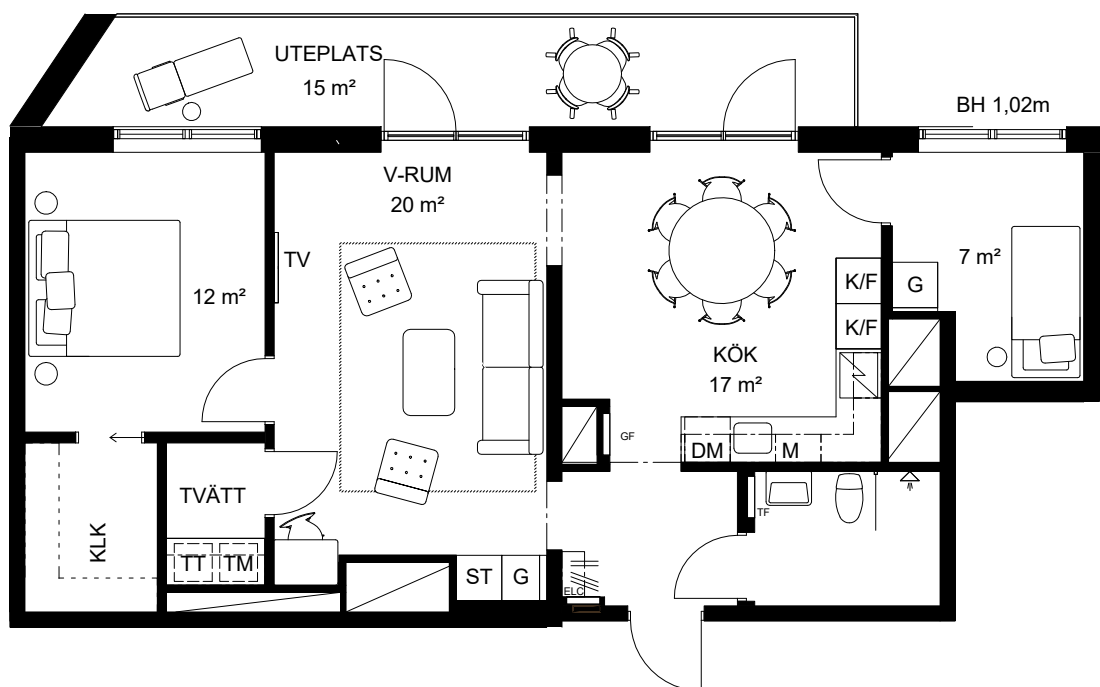 UTEPLATS
15 m²
BH 1,02m
V-RUM
20 m²
TV
12 m²
7 m²
K/F
G
K/F
KÖK
17 m²
GF
DM
M
TVÄTT
TF
KLK
TT
TM
ST
G
ELC